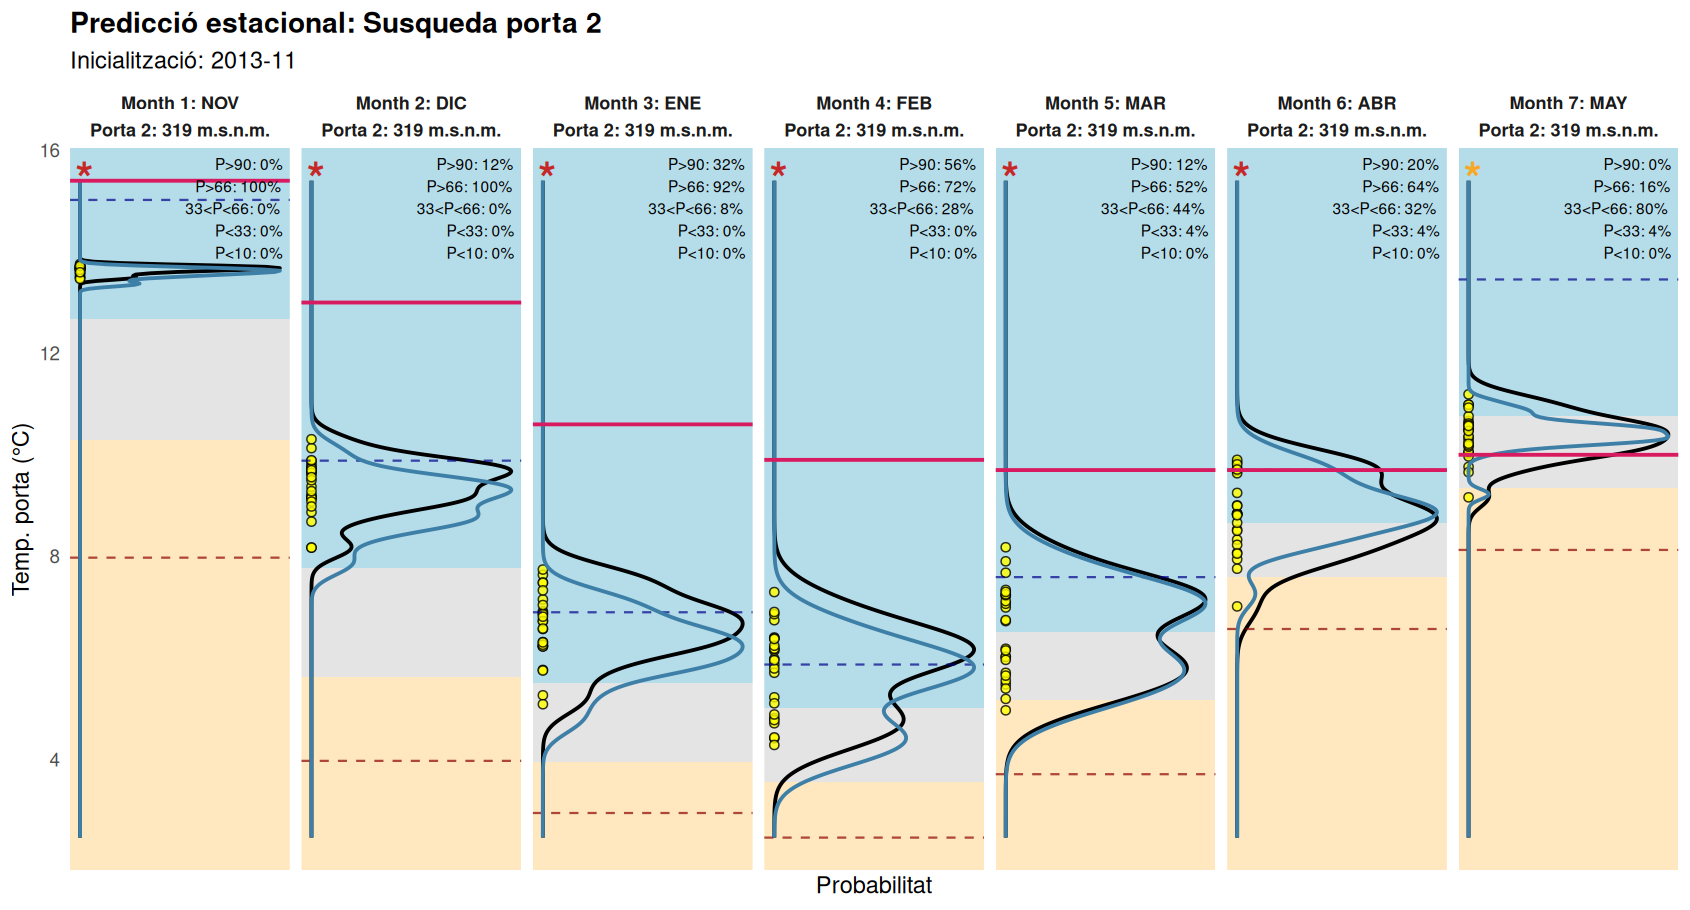 Predicció estacional: Susqueda porta 2
Inicialització: 2013-11
Month 1: NOV
Porta 2: 319 m.s.n.m.
Month 2: DIC
Porta 2: 319 m.s.n.m.
Month 3: ENE
Porta 2: 319 m.s.n.m.
Month 4: FEB
Porta 2: 319 m.s.n.m.
Month 5: MAR
Porta 2: 319 m.s.n.m.
Month 6: ABR
Porta 2: 319 m.s.n.m.
Month 7: MAY
Porta 2: 319 m.s.n.m.
Temp. porta (°C)
16
12
8
4
*
P>90: 0%
P>66: 100%
33<P<66: 0%
P<33: 0%
P<10: 0%
*
P>90: 12%
P>66: 100%
33<P<66: 0%
P<33: 0%
P<10: 0%
*
P>90: 32%
P>66: 92%
33<P<66: 8%
P<33: 0%
P<10: 0%
*
P>90: 56%
P>66: 72%
33<P<66: 28%
P<33: 0%
P<10: 0%
*
P>90: 12%
P>66: 52%
33<P<66: 44%
P<33: 4%
P<10: 0%
*
P>90: 20%
P>66: 64%
33<P<66: 32%
P<33: 4%
P<10: 0%
*
P>90: 0%
P>66: 16%
33<P<66: 80%
P<33: 4%
P<10: 0%
Probabilitat